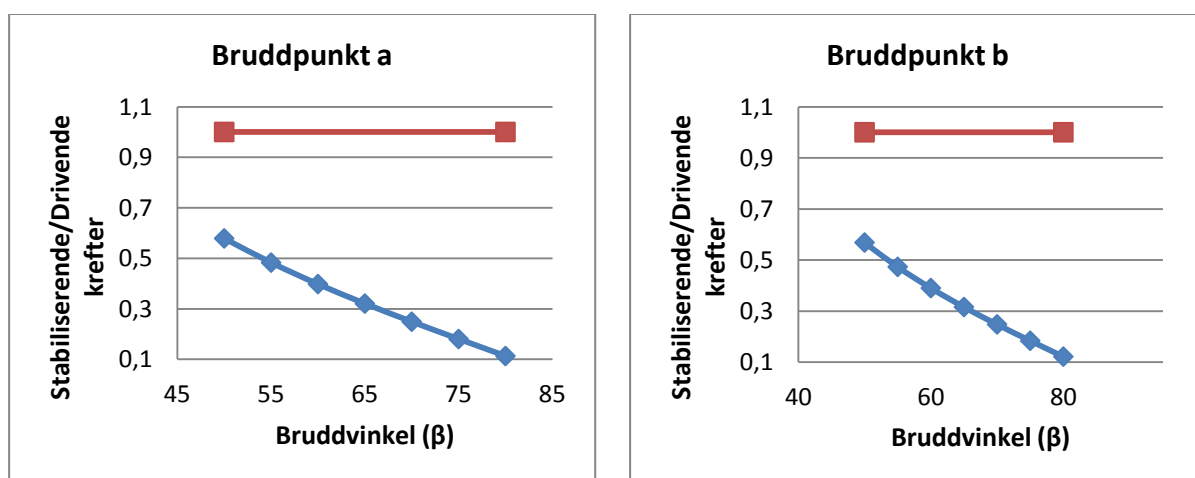 Bruddpunkt a
Stabiliserende/Drivende
krefter
1,1
0,9
0,7
0,5
0,3
0,1
45 55 65 75 85
Bruddvinkel (β)
Bruddpunkt b
Stabiliserende/Drivende
krefter
1,1
0,9
0,7
0,5
0,3
0,1
40 60 80
Bruddvinkel (β)